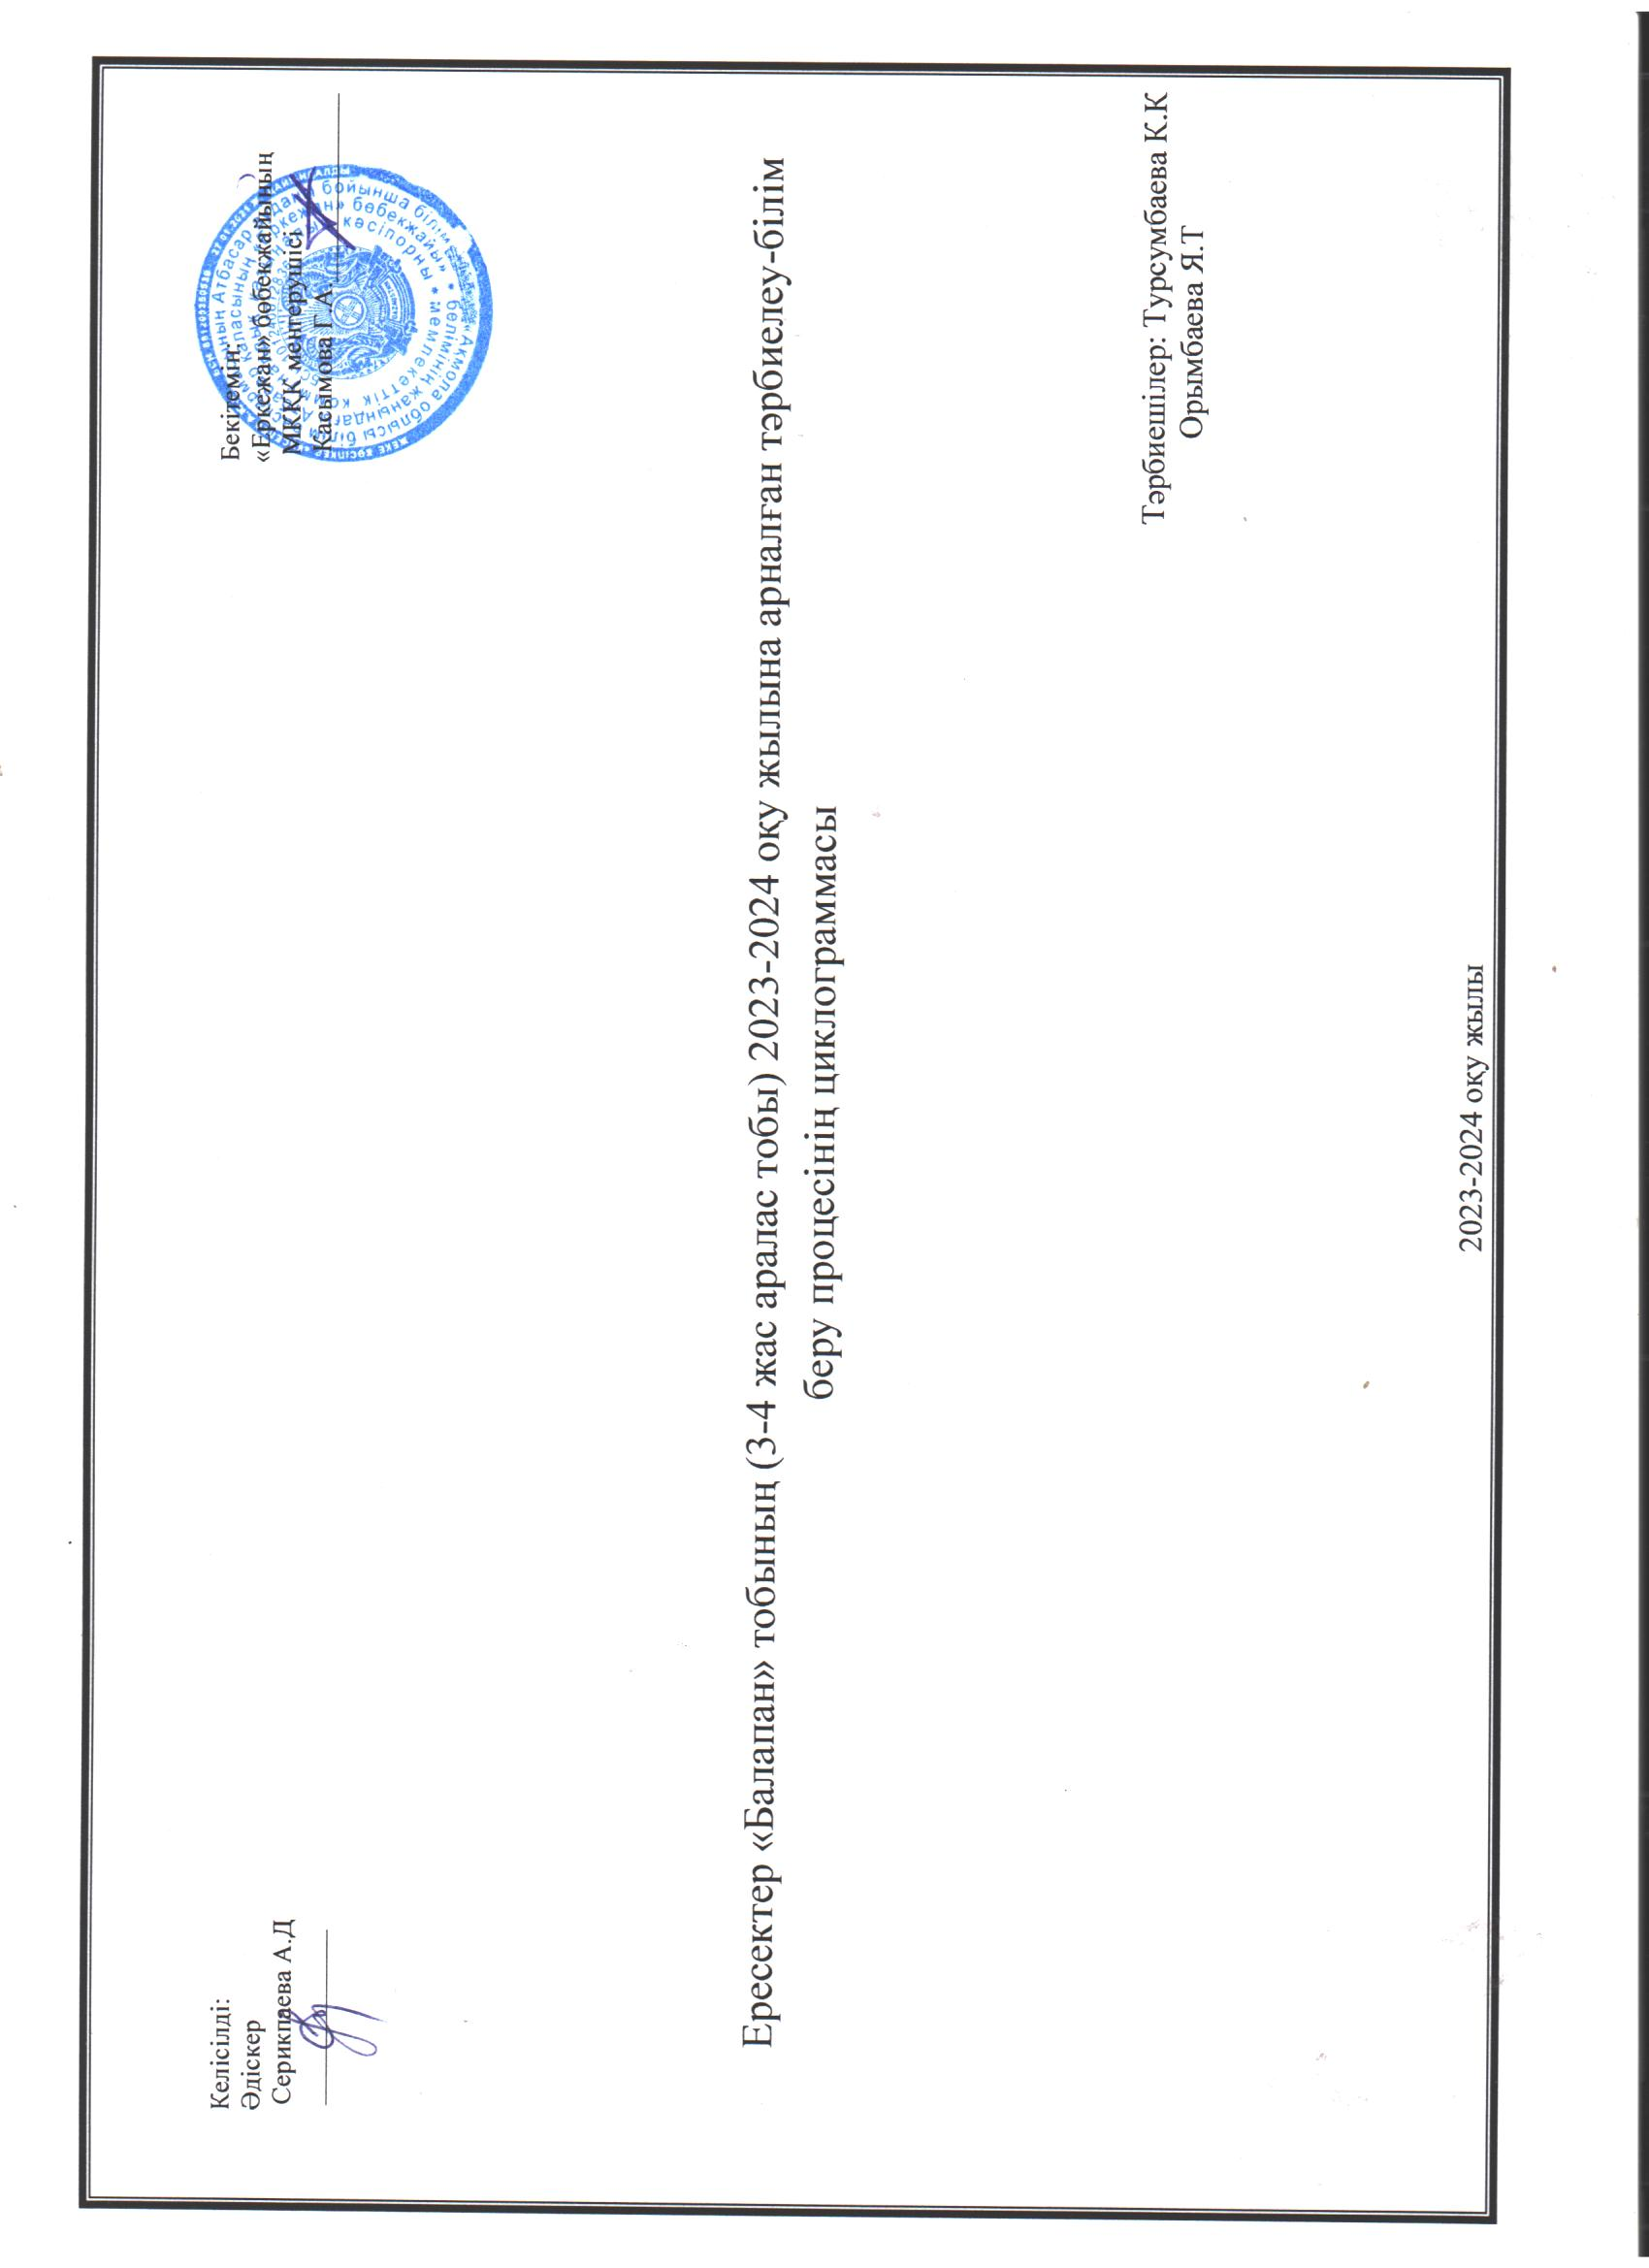 Келісілді:
Әдіскер
Серикпаева А.Д
Бекітемін:
«Еркежан» бөбекжайының
МКҚК меңгерушісі
Касымова Г.А.
Ересектер «Балапан» тобының (3-4 жас аралас тобы) 2023-2024 оқу жылына арналған тәрбиелеу-білім
беру процесінің циклограммасы
Тәрбиешілер: Турсумбаева К.К
Орымбаева Я.Т
2023-2024 оқу жылы